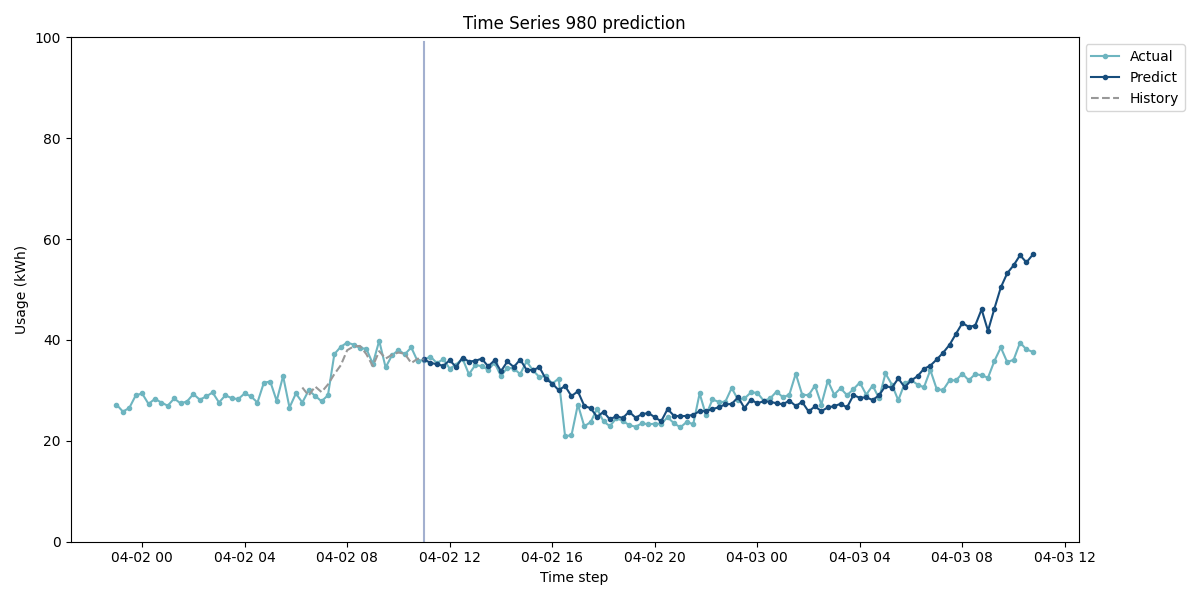 Time Series 980 prediction
100
80
60
40
20
0
Usage (kWh)
04-02 00
04-02 04
04-02 08
04-02 12
04-02 16
04-02 20
04-03 00
04-03 04
04-03 08
04-03 12
Time step
Actual
Predict
History